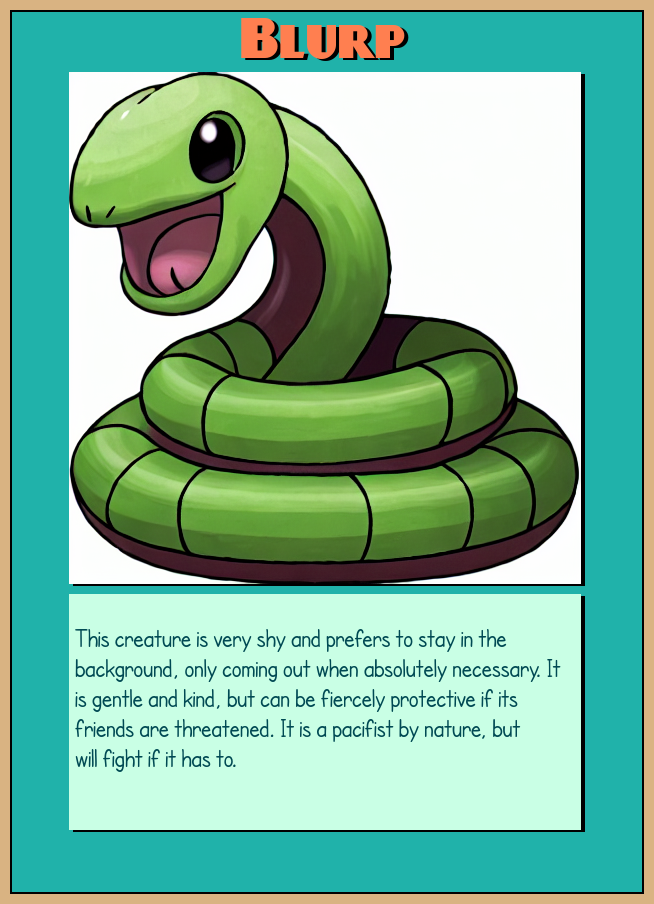 Blurp
This creature is very shy and prefers to stay in the
background, only coming out when absolutely necessary. It
is gentle and kind, but can be fiercely protective if its
friends are threatened. It is a pacifist by nature, but
will fight if it has to.